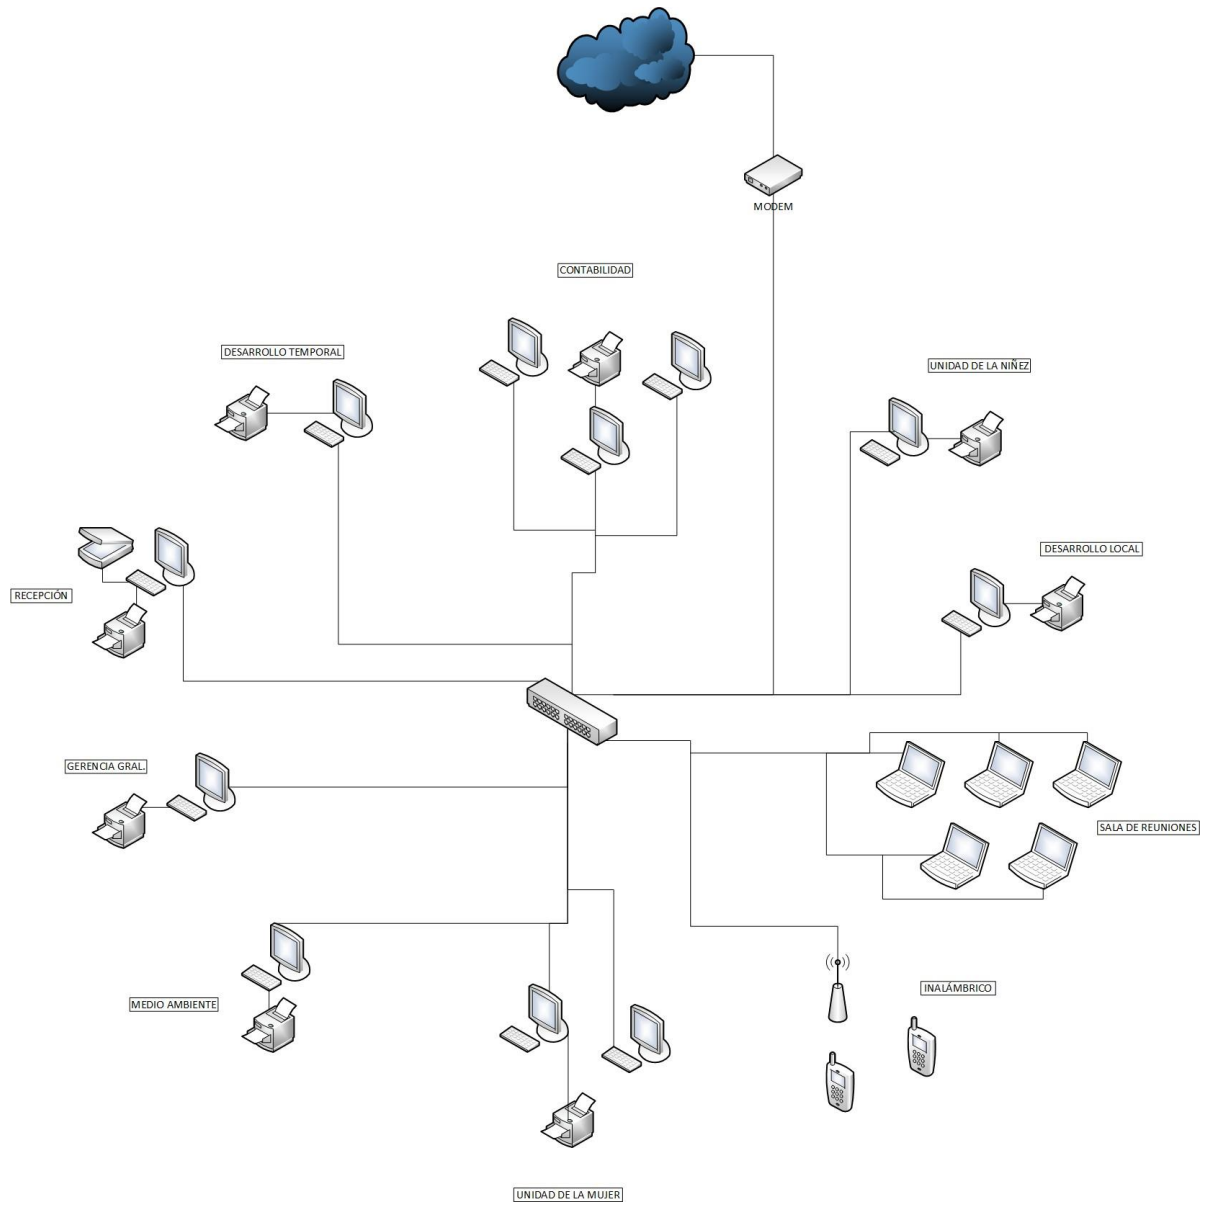 MODEM
CONTABILIDAD
DESARROLLO TEMPORAL
UNIDAD DE LA NIÑEZ
DESARROLLO LOCAL
RECEPCIÓN
GERENCIA GRAL.
SALA DE REUNIONES
INALÁMBRICO
MEDIO AMBIENTE
UNIDAD DE LA MUJER